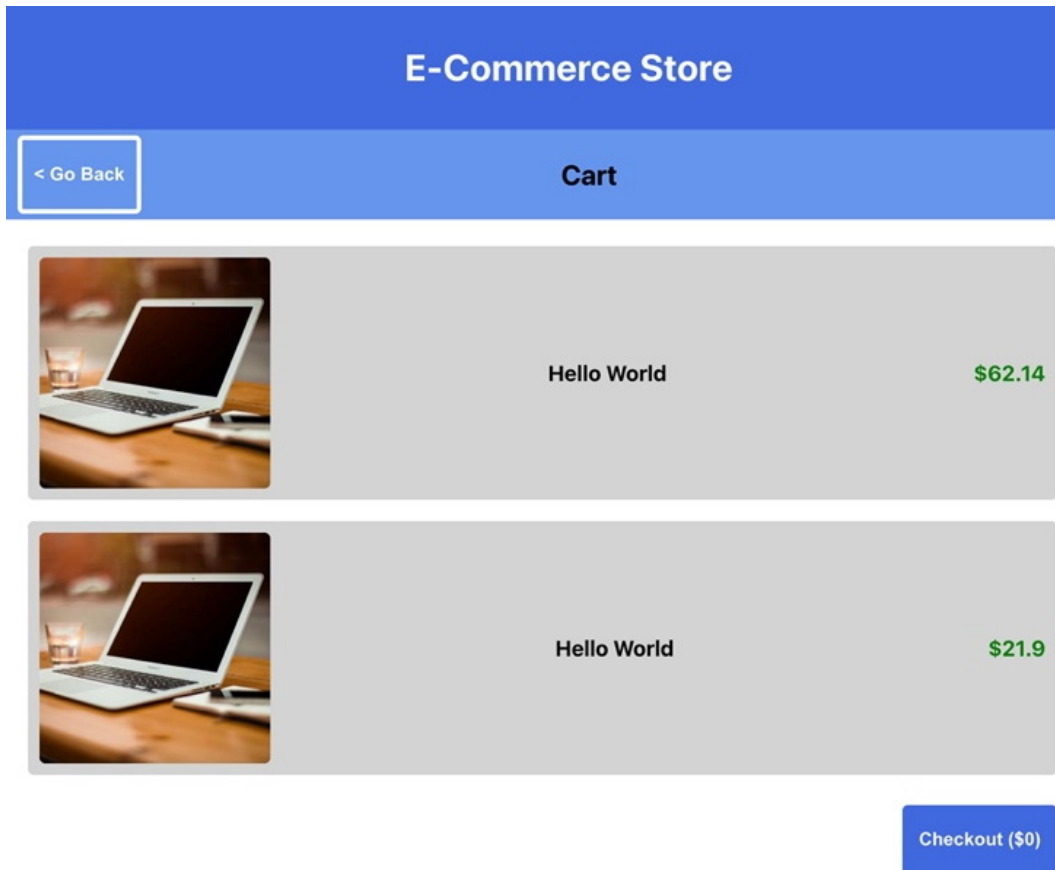 E-Commerce Store
< Go Back
Cart
Hello World
$62.14
Hello World
$21.9
Checkout ($0)